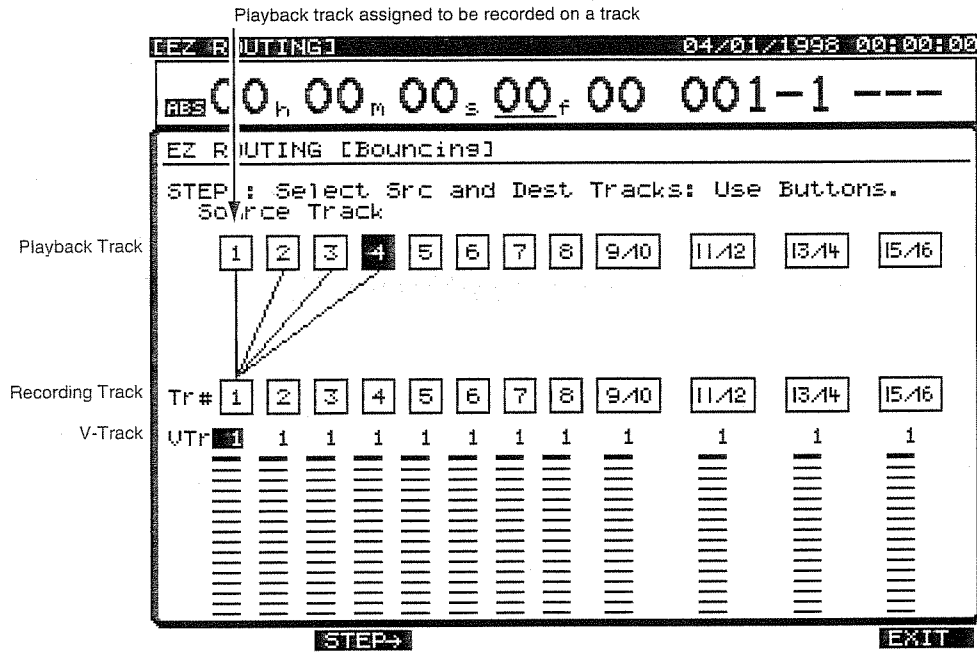 Playback track assigned to be recorded on a track
[EZ ROUTING] 04/01/1998 00:00:00
ABS 00h 00m 00s 00f 00 001-1 ---
EZ ROUTING [Bouncing]
STEP : Select Src and Dest Tracks: Use Buttons.
Source Track
Playback Track 1 2 3 4 5 6 7 8 9/10 11/12 13/14 15/16
Recording Track Tr# 1 2 3 4 5 6 7 8 9/10 11/12 13/14 15/16
V-Track VTr 1 1 1 1 1 1 1 1 1 1 1 1
STEP→ EXIT